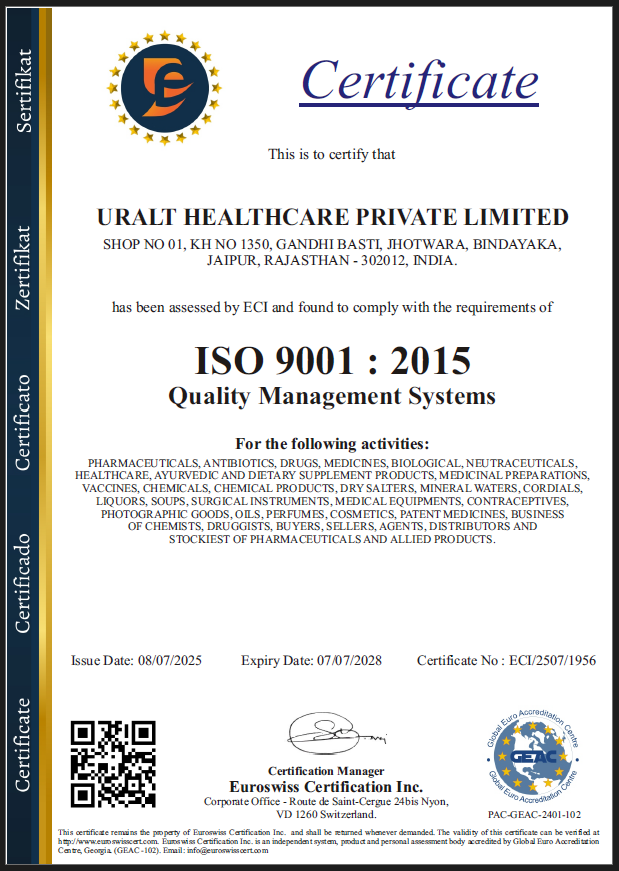 Certificate
This is to certify that
URALT HEALTHCARE PRIVATE LIMITED
SHOP NO 01, KH NO 1350, GANDHI BASTI, JHOTWARA, BINDAYAKA,
JAIPUR, RAJASTHAN - 302012, INDIA.
has been assessed by ECI and found to comply with the requirements of
ISO 9001 : 2015
Quality Management Systems
For the following activities:
PHARMACEUTICALS, ANTIBIOTICS, DRUGS, MEDICINES, BIOLOGICAL, NEUTRACEUTICALS,
HEALTHCARE, AYURVEDIC AND DIETARY SUPPLEMENT PRODUCTS, MEDICINAL PREPARATIONS,
VACCINES, CHEMICALS, CHEMICAL PRODUCTS, DRY SALTERS, MINERAL WATERS, CORDIALS,
LIQUORS, SOUPS, SURGICAL INSTRUMENTS, MEDICAL EQUIPMENTS, CONTRACEPTIVES,
PHOTOGRAPHIC GOODS, OILS, PERFUMES, COSMETICS, PATENT MEDICINES, BUSINESS
OF CHEMISTS, DRUGGISTS, BUYERS, SELLERS, AGENTS, DISTRIBUTORS AND
STOCKIEST OF PHARMACEUTICALS AND ALLIED PRODUCTS.
Issue Date: 08/07/2025 Expiry Date: 07/07/2028 Certificate No : ECI/2507/1956
Certification Manager
Euroswiss Certification Inc.
Corporate Office - Route de Saint-Cergue 24bis Nyon,
VD 1260 Switzerland.
Global Euro Accreditation Centre
GEAC
Global Euro Accreditation Centre
PAC-GEAC-2401-102
This certificate remains the property of Euroswiss Certification Inc. and shall be returned whenever demanded. The validity of this certificate can be verified at
http://www.euroswisscert.com. Euroswiss Certification Inc. is an independent system, product and personal assessment body accredited by Global Euro Accreditation
Centre, Georgia. (GEAC -102). Email: info@euroswisscert.com
Sertifikat
Zertifikat
Certificato
Certificado
Certificate